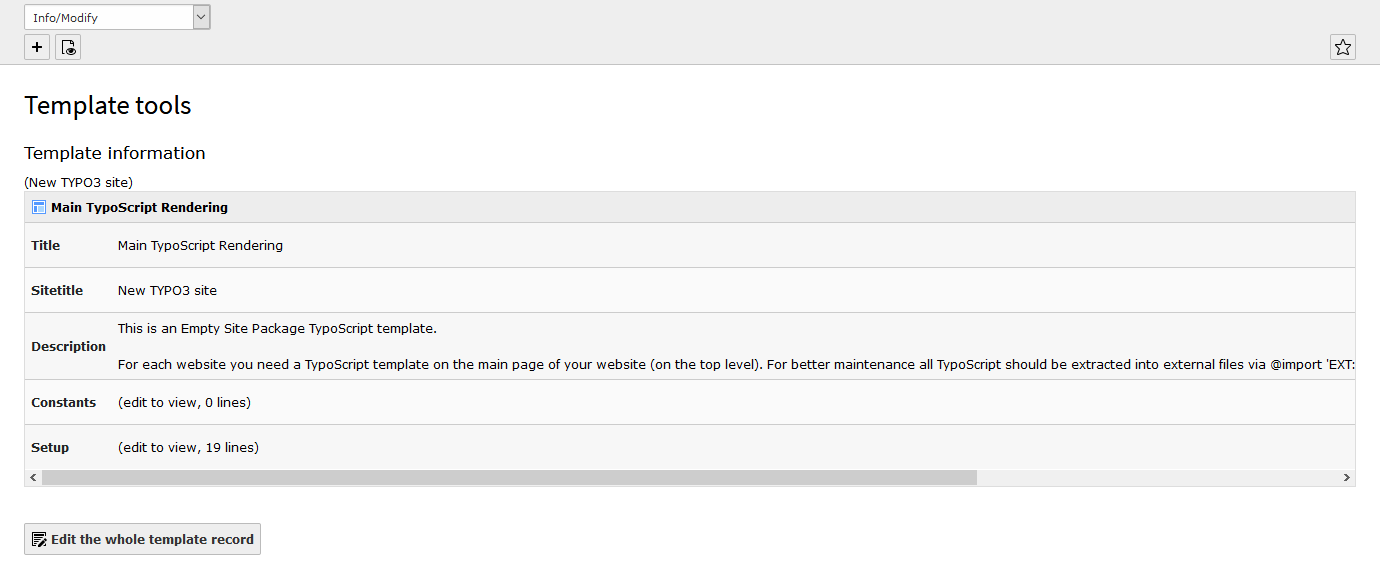 Info/Modify
Template tools
Template information
(New TYPO3 site)
Main TypoScript Rendering
Title Main TypoScript Rendering
Sitetitle New TYPO3 site
Description This is an Empty Site Package TypoScript template.
For each website you need a TypoScript template on the main page of your website (on the top level). For better maintenance all TypoScript should be extracted into external files via @import 'EXT:
Constants (edit to view, 0 lines)
Setup (edit to view, 19 lines)
Edit the whole template record